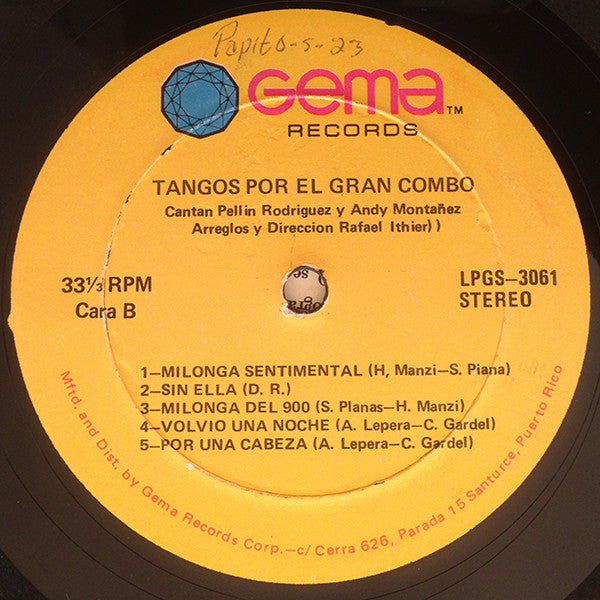 Papito-5-23
Gema TM
RECORDS
TANGOS POR EL GRAN COMBO
Cantan Pellin Rodriguez y Andy Montañez
Arreglos y Direccion Rafael Ithier))
33⅓ RPM
Cara B
LPGS-3061
STEREO
1-MILONGA SENTIMENTAL (H, Manzi-S. Piana)
2-SIN ELLA (D. R.)
3-MILONGA DEL 900 (S. Planas-H. Manzi)
4-VOLVIO UNA NOCHE (A. Lepera-C. Gardel)
5-POR UNA CABEZA (A. Lepera-C. Gardel)
Mftd. and Dist. by Gema Records Corp.-c/ Cerra 626, Parada 15 Santurce, Puerto Rico